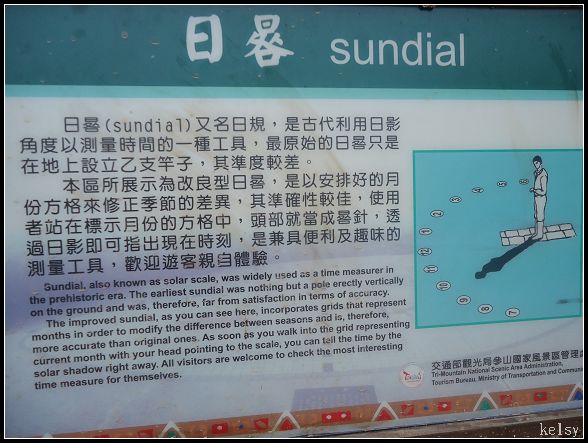 日晷 sundial
日晷(sundial)又名日規，是古代利用日影
角度以測量時間的一種工具，最原始的日晷只是
在地上設立乙支竿子，其準度較差。
本區所展示為改良型日晷，是以安排好的月
份方格來修正季節的差異，其準確性較佳，使用
者站在標示月份的方格中，頭部就當成晷針，透
過日影即可指出現在時刻，是兼具便利及趣味的
測量工具，歡迎遊客親自體驗。
Sundial, also known as solar scale, was widely used as a time measurer in
the prehistoric era. The earliest sundial was nothing but a pole erectly vertically
on the ground and was, therefore, far from satisfaction in terms of accuracy.
The improved sundial, as you can see here, incorporates grids that represent
months in order to modify the difference between seasons and is, therefore,
more accurate than original ones. As soon as you walk into the grid representing
current month with your head pointing to the scale, you can tell the time by the
solar shadow right away. All visitors are welcome to check the most interesting
time measure for themselves.
交通部觀光局參山國家風景區管理處
Tri-Mountain National Scenic Area Administration,
Tourism Bureau, Ministry of Transportation and Communi
kelsy